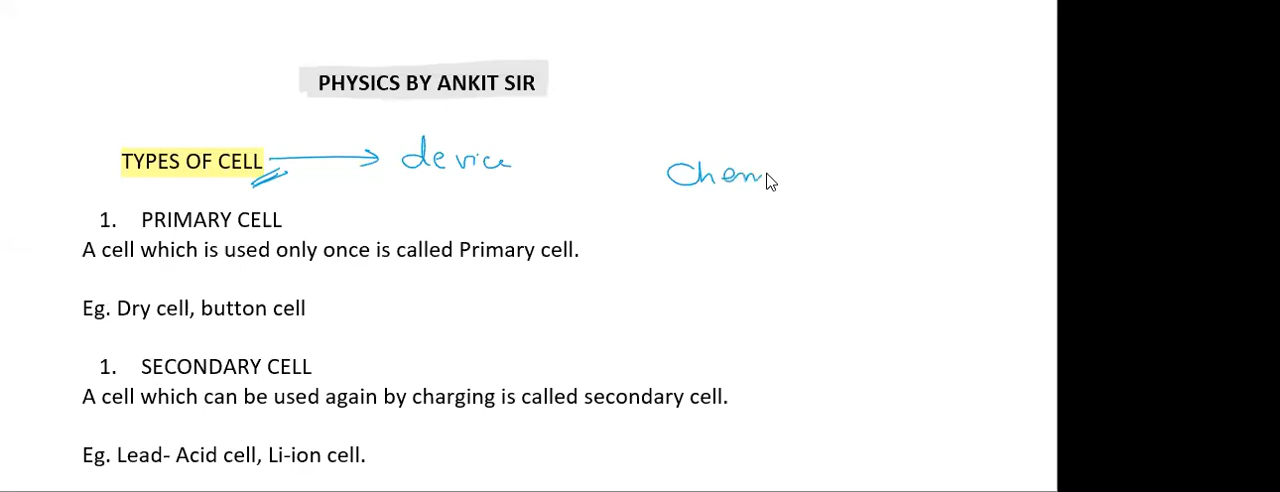 PHYSICS BY ANKIT SIR
TYPES OF CELL device
Chem
1. PRIMARY CELL
A cell which is used only once is called Primary cell.
Eg. Dry cell, button cell
1. SECONDARY CELL
A cell which can be used again by charging is called secondary cell.
Eg. Lead- Acid cell, Li-ion cell.